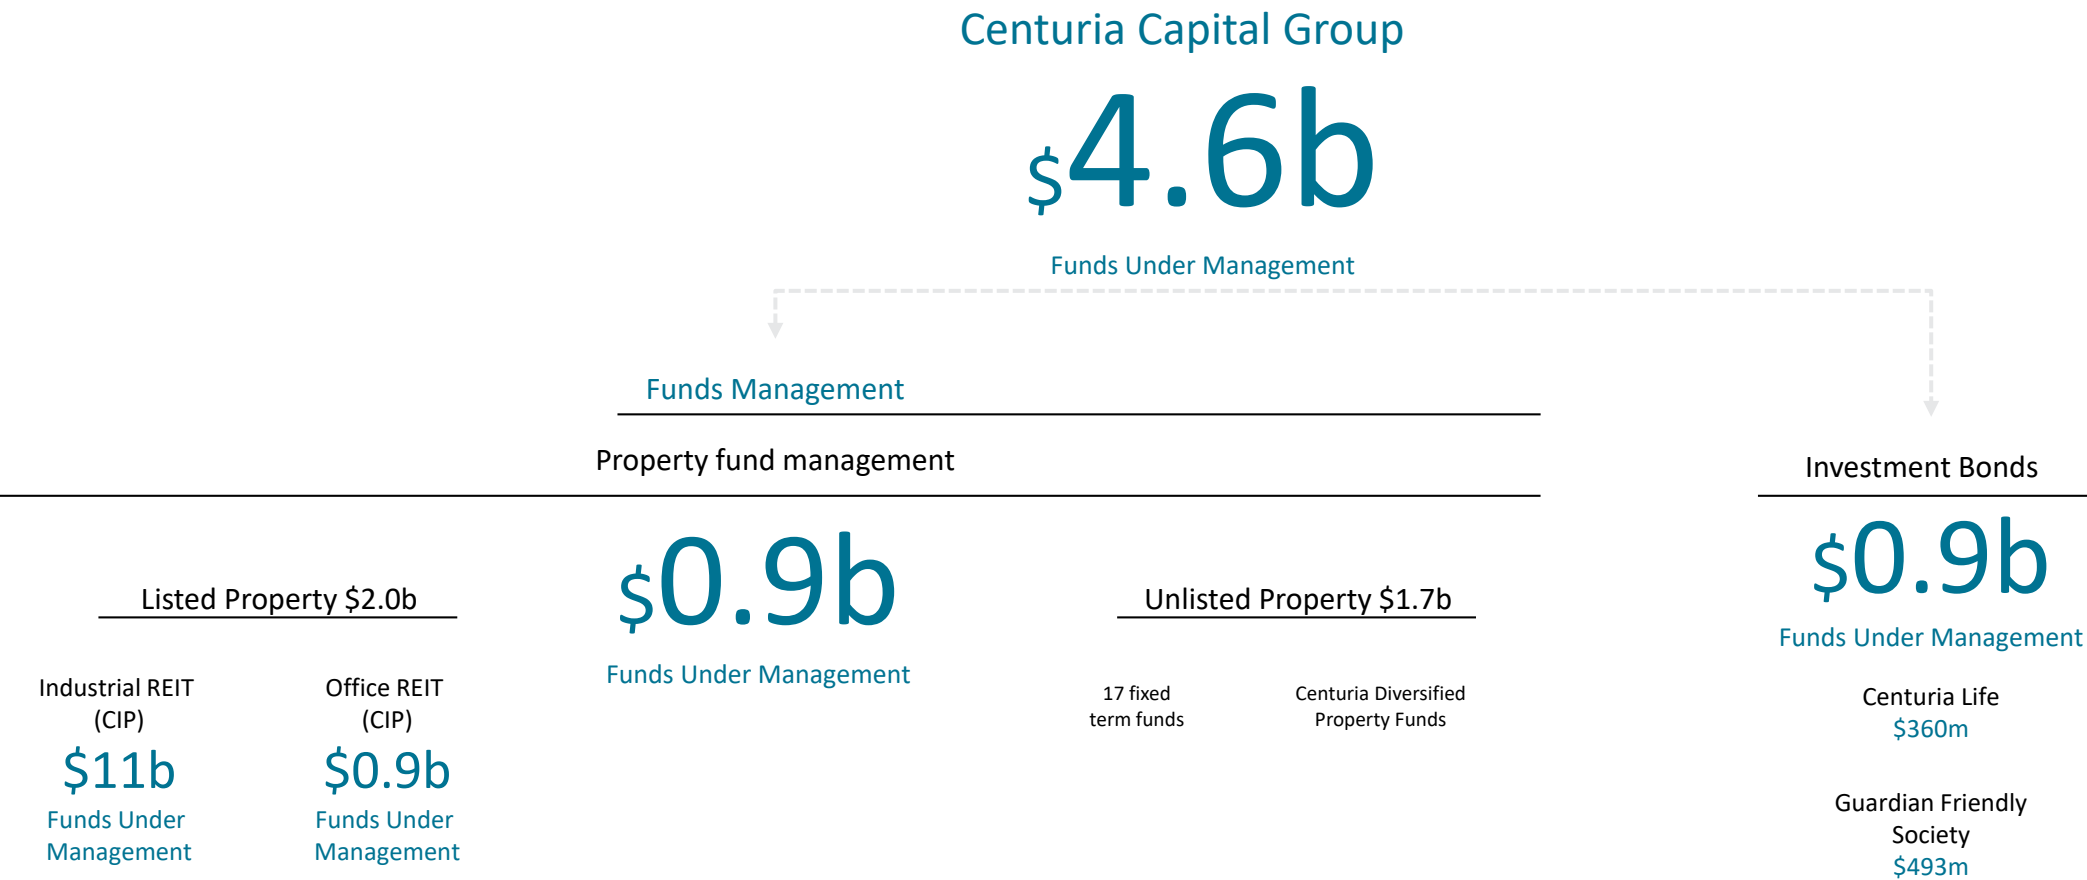 Centuria Capital Group
$4.6b
Funds Under Management
Funds Management
Property fund management
Listed Property $2.0b
Industrial REIT
(CIP)
$11b
Funds Under
Management
Office REIT
(CIP)
$0.9b
Funds Under
Management
$0.9b
Funds Under Management
Unlisted Property $1.7b
17 fixed
term funds
Centuria Diversified
Property Funds
Investment Bonds
$0.9b
Funds Under Management
Centuria Life
$360m
Guardian Friendly
Society
$493m